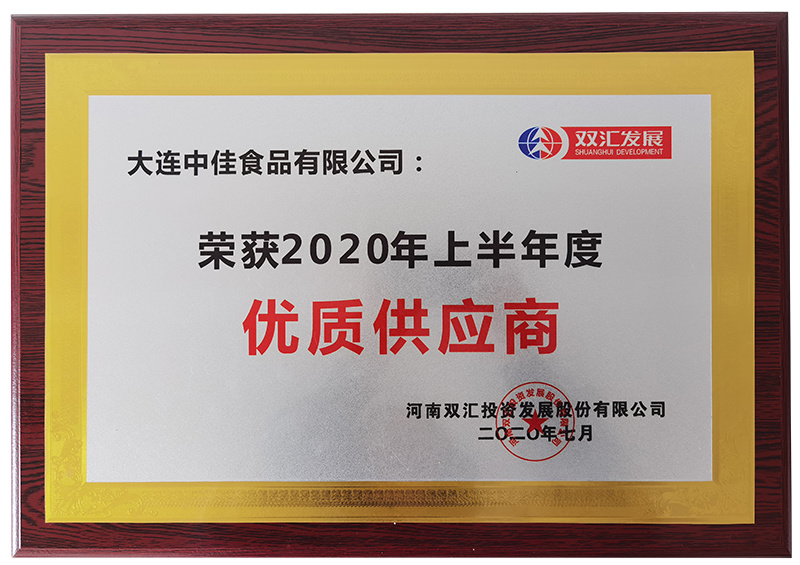 双汇发展
SHUANGHUI DEVELOPMENT
大连中佳食品有限公司：
荣获2020年上半年度
优质供应商
河南双汇投资发展股份有限公司
二〇二〇年七月